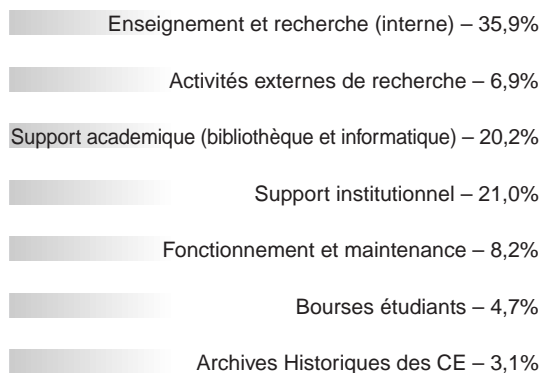 Enseignement et recherche (interne) – 35,9%
Activités externes de recherche – 6,9%
Support academique (bibliothèque et informatique) – 20,2%
Support institutionnel – 21,0%
Fonctionnement et maintenance – 8,2%
Bourses étudiants – 4,7%
Archives Historiques des CE – 3,1%